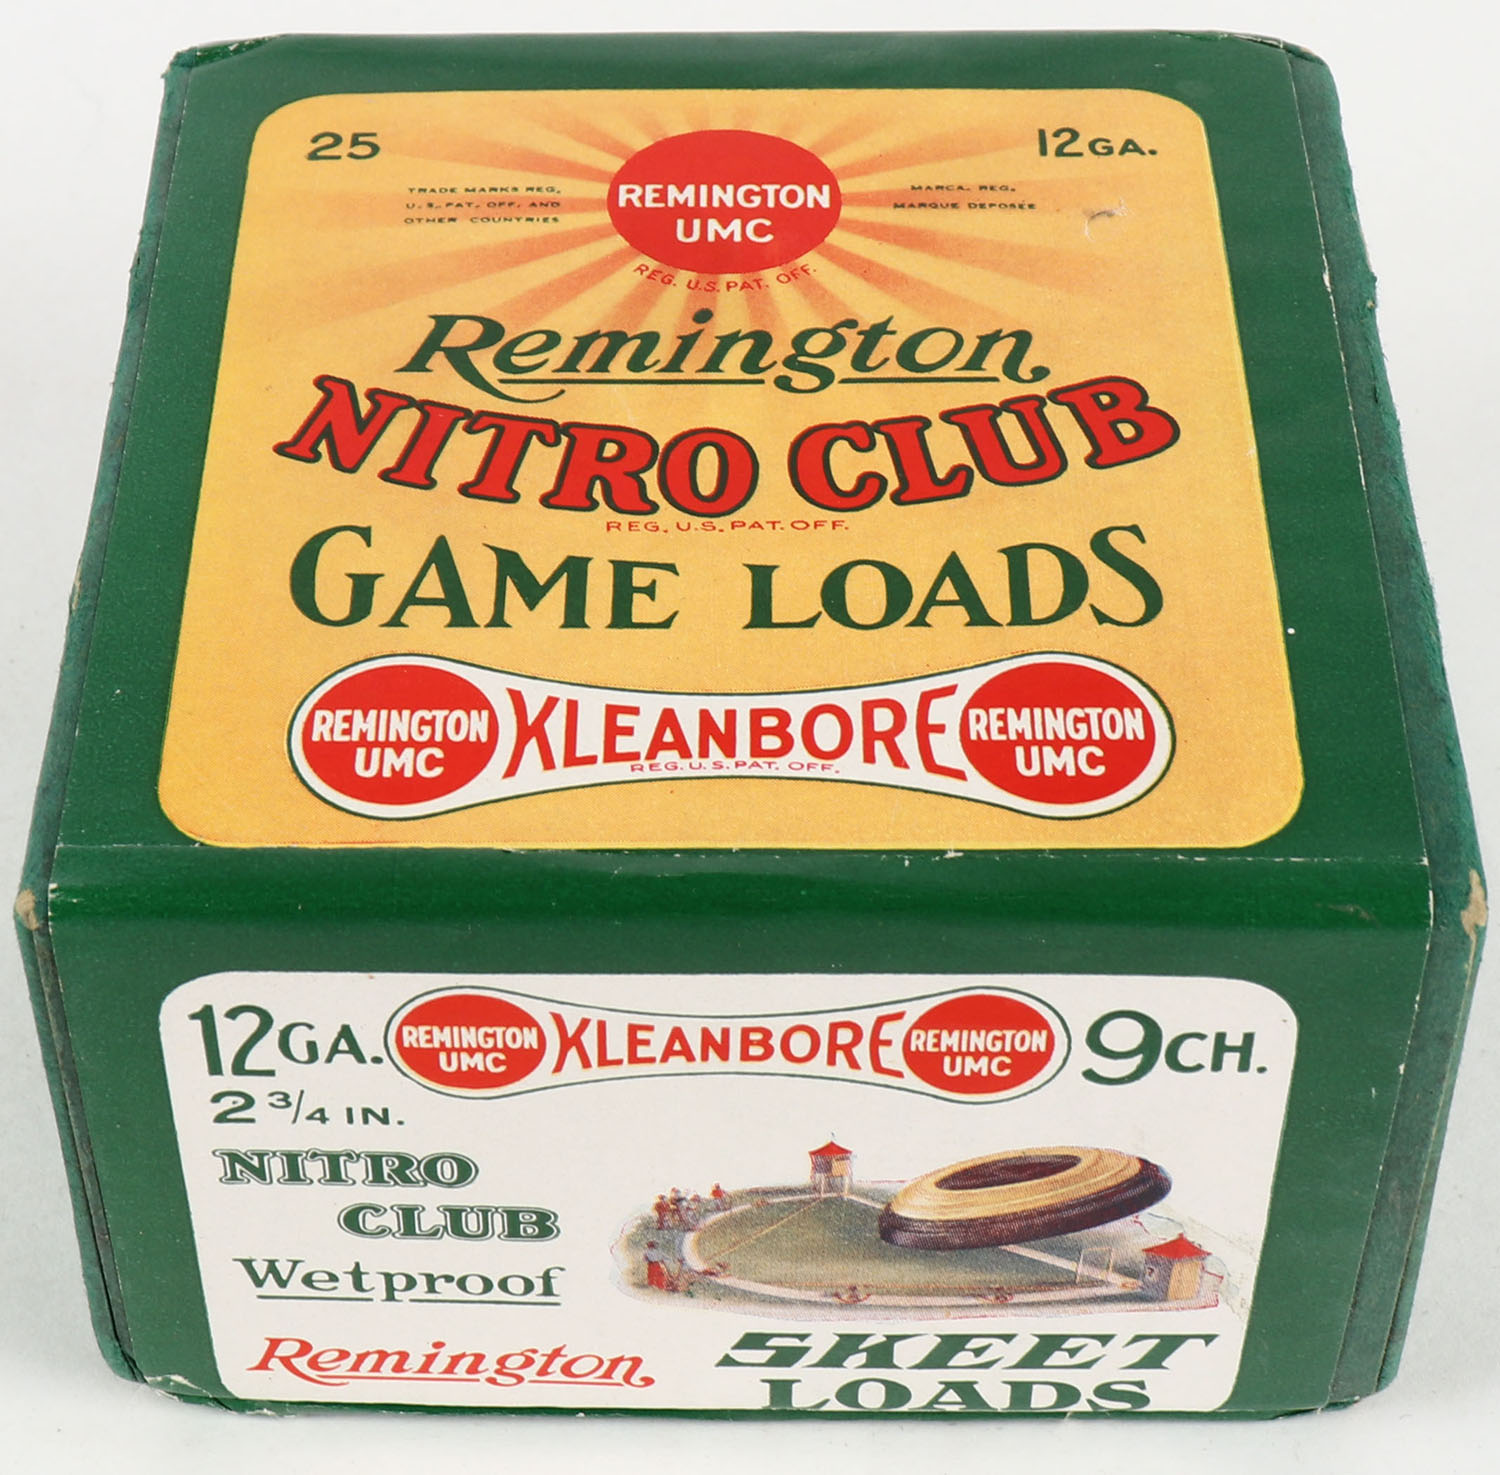 25
12GA.
TRADE MARKS REG.
U.S. PAT. OFF. AND
OTHER COUNTRIES
REMINGTON
UMC
REG. U.S. PAT. OFF.
MARCA. REG.
MARQUE DEPOSÉE
Remington,
NITRO CLUB
REG. U.S. PAT. OFF.
GAME LOADS
REMINGTON
UMC
KLEANBORE
REG. U.S. PAT. OFF.
REMINGTON
UMC
12GA.
REMINGTON
UMC
KLEANBORE
REMINGTON
UMC
9CH.
2 3/4 IN.
NITRO
CLUB
Wetproof
Remington,
7
SKEET
LOADS